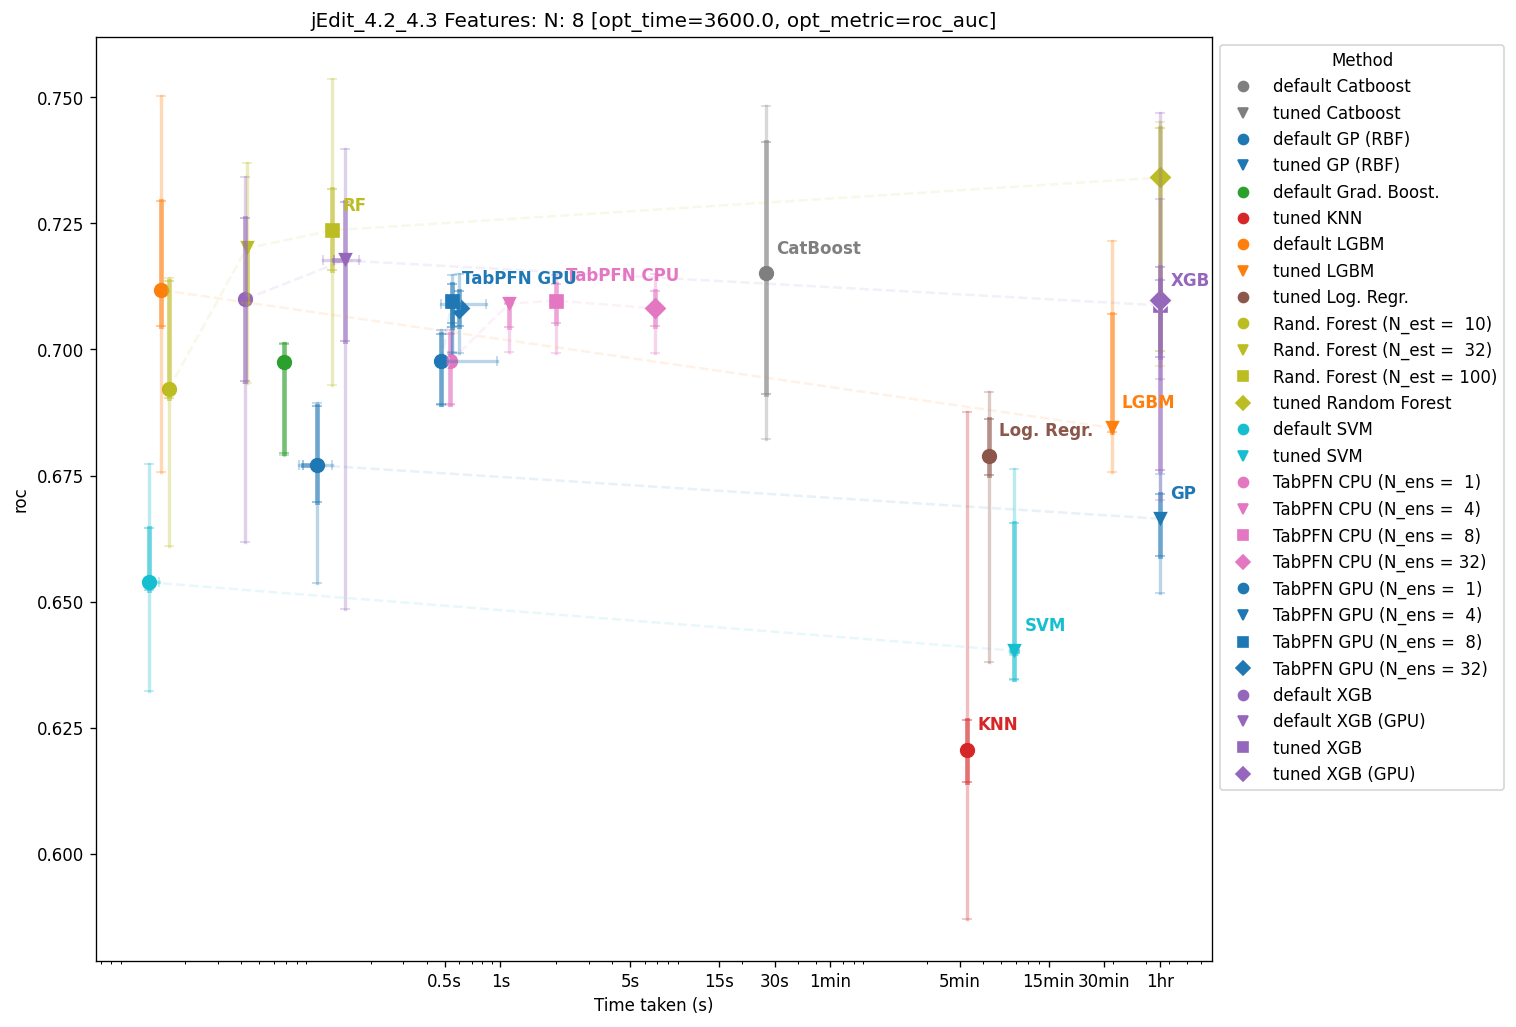 jEdit_4.2_4.3 Features: N: 8 [opt_time=3600.0, opt_metric=roc_auc]
roc
0.750
0.725
0.700
0.675
0.650
0.625
0.600
RF
CatBoost
TabPFN GPU
TabPFN CPU
XGB
LGBM
Log. Regr.
GP
SVM
KNN
0.5s 1s 5s 15s 30s 1min 5min 15min 30min 1hr
Time taken (s)
Method
default Catboost
tuned Catboost
default GP (RBF)
tuned GP (RBF)
default Grad. Boost.
tuned KNN
default LGBM
tuned LGBM
tuned Log. Regr.
Rand. Forest (N_est =  10)
Rand. Forest (N_est =  32)
Rand. Forest (N_est = 100)
tuned Random Forest
default SVM
tuned SVM
TabPFN CPU (N_ens =  1)
TabPFN CPU (N_ens =  4)
TabPFN CPU (N_ens =  8)
TabPFN CPU (N_ens = 32)
TabPFN GPU (N_ens =  1)
TabPFN GPU (N_ens =  4)
TabPFN GPU (N_ens =  8)
TabPFN GPU (N_ens = 32)
default XGB
default XGB (GPU)
tuned XGB
tuned XGB (GPU)